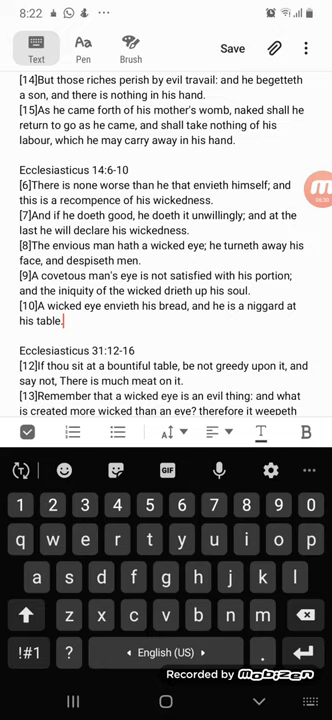 8:22
Text
Pen
Brush
Save
[14]But those riches perish by evil travail: and he begetteth
a son, and there is nothing in his hand.
[15]As he came forth of his mother's womb, naked shall he
return to go as he came, and shall take nothing of his
labour, which he may carry away in his hand.
Ecclesiasticus 14:6-10
[6]There is none worse than he that envieth himself; and
this is a recompence of his wickedness.
[7]And if he doeth good, he doeth it unwillingly; and at the
last he will declare his wickedness.
[8]The envious man hath a wicked eye; he turneth away his
face, and despiseth men.
[9]A covetous man's eye is not satisfied with his portion;
and the iniquity of the wicked drieth up his soul.
[10]A wicked eye envieth his bread, and he is a niggard at
his table.
Ecclesiasticus 31:12-16
[12]If thou sit at a bountiful table, be not greedy upon it, and
say not, There is much meat on it.
[13]Remember that a wicked eye is an evil thing: and what
is created more wicked than an eye? therefore it weepeth
A T B
GIF
1 2 3 4 5 6 7 8 9 0
q w e r t y u i o p
a s d f g h j k l
z x c v b n m
!#1 ? English (US) .
Recorded by mobizen